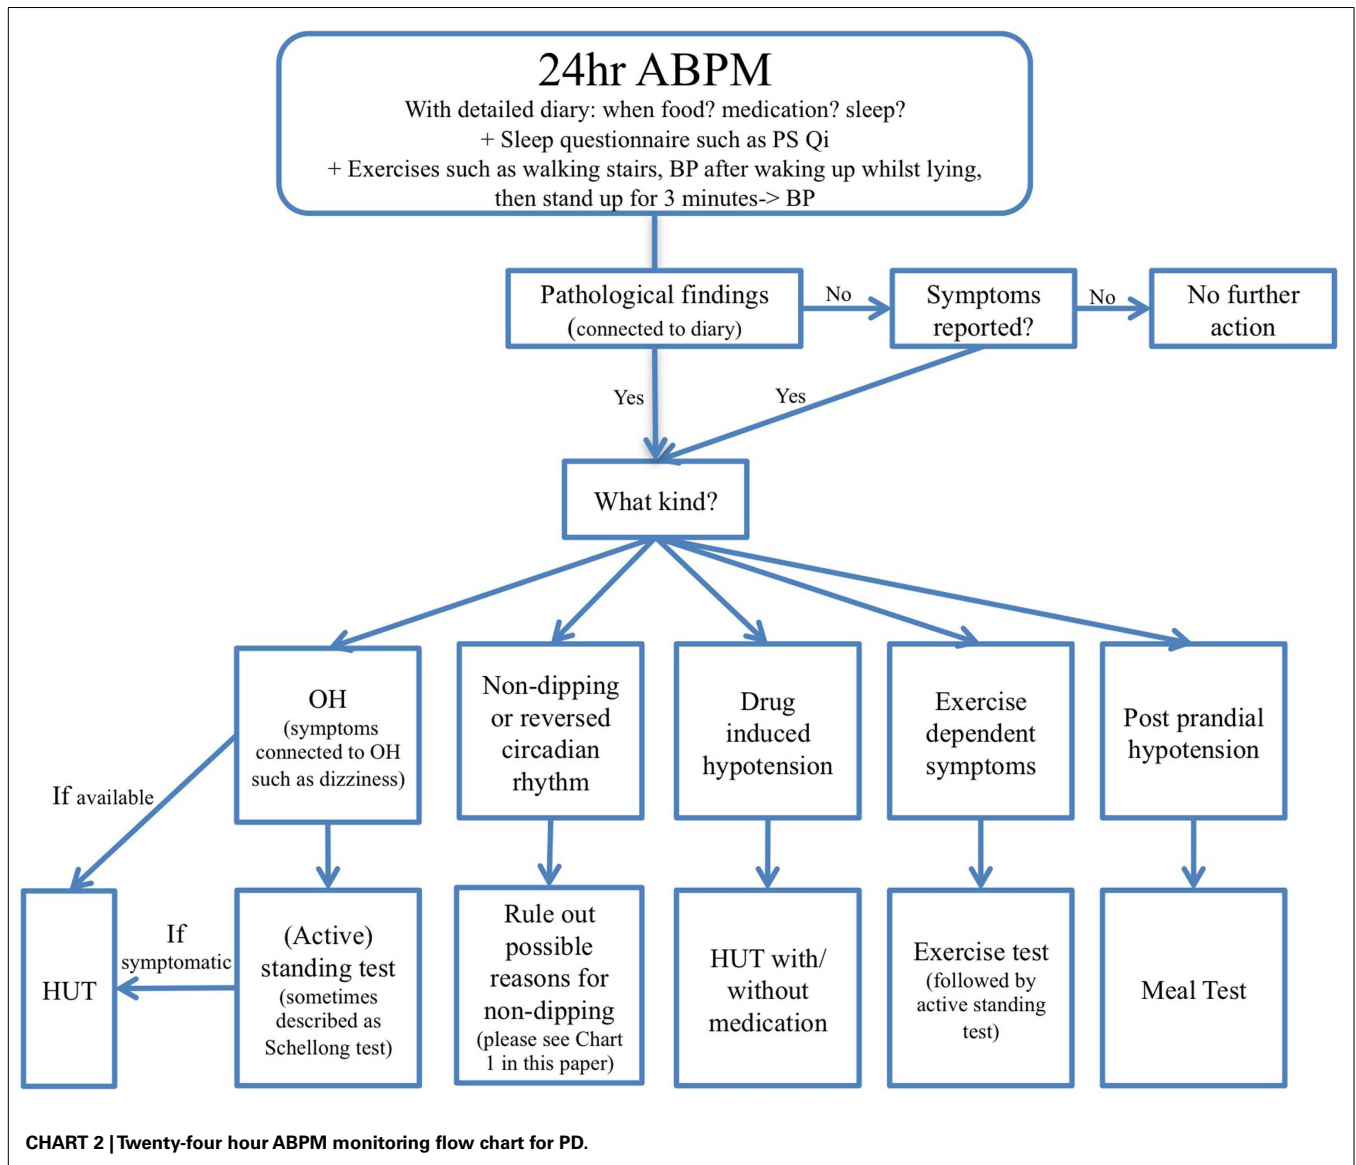 24hr ABPM
With detailed diary: when food? medication? sleep?
+ Sleep questionnaire such as PS Qi
+ Exercises such as walking stairs, BP after waking up whilst lying,
then stand up for 3 minutes-> BP
Pathological findings
(connected to diary)
No
Symptoms
reported?
No
No further
action
Yes
Yes
What kind?
OH
(symptoms
connected to OH
such as dizziness)
Non-dipping
or reversed
circadian
rhythm
Drug
induced
hypotension
Exercise
dependent
symptoms
Post prandial
hypotension
If available
HUT
If
symptomatic
(Active)
standing test
(sometimes
described as
Schellong test)
Rule out
possible
reasons for
non-dipping
(please see Chart
1 in this paper)
HUT with/
without
medication
Exercise test
(followed by
active standing
test)
Meal Test
CHART 2 | Twenty-four hour ABPM monitoring flow chart for PD.